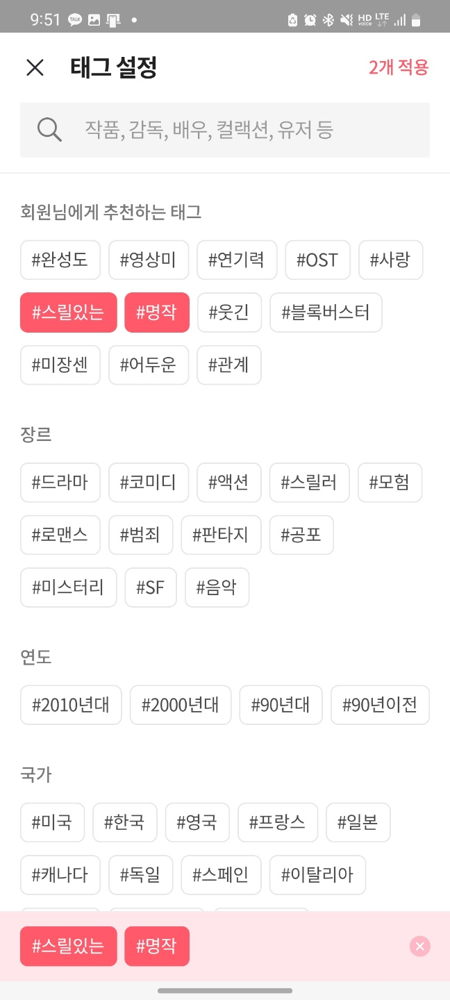 9:51 TALK HD voice LTE
태그 설정 2개 적용
작품, 감독, 배우, 컬랙션, 유저 등
회원님에게 추천하는 태그
#완성도 #영상미 #연기력 #OST #사랑
#스릴있는 #명작 #웃긴 #블록버스터
#미장센 #어두운 #관계
장르
#드라마 #코미디 #액션 #스릴러 #모험
#로맨스 #범죄 #판타지 #공포
#미스터리 #SF #음악
연도
#2010년대 #2000년대 #90년대 #90년이전
국가
#미국 #한국 #영국 #프랑스 #일본
#캐나다 #독일 #스페인 #이탈리아
#스릴있는 #명작